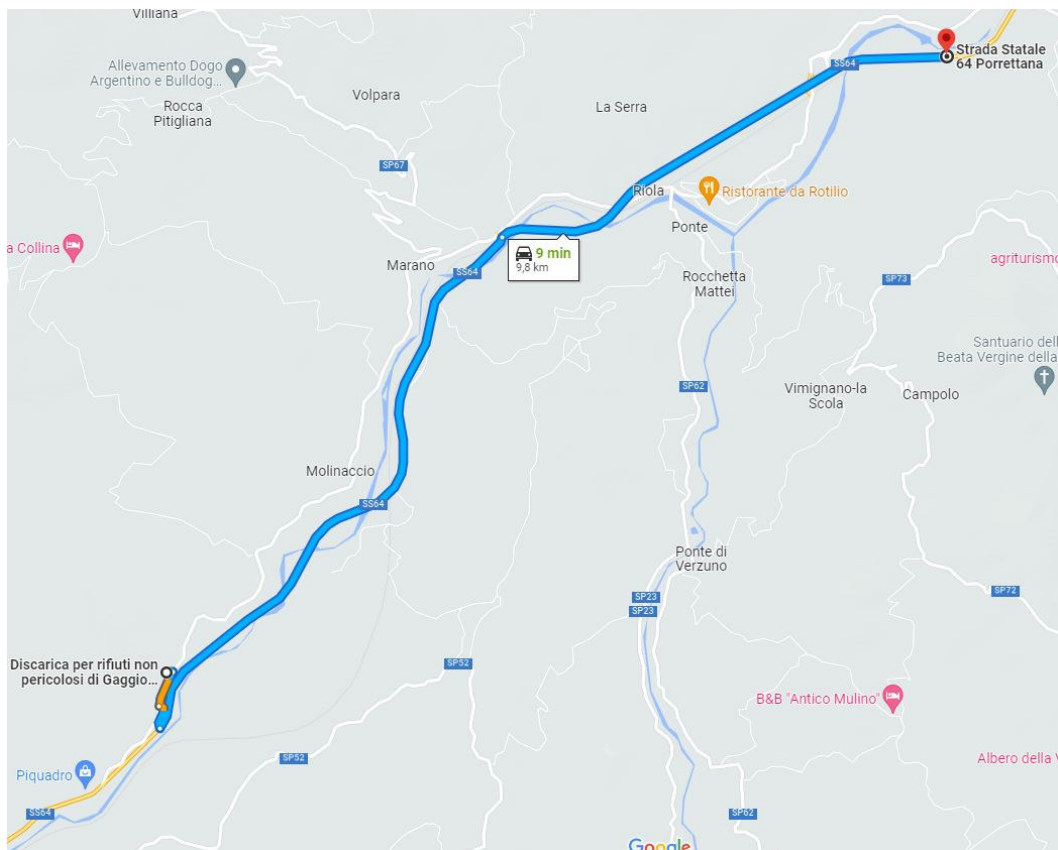 Villiana
Allevamento Dogo
Argentino e Bulldog...
Rocca
Pitigliana
Volpara
La Serra
SS64
Strada Statale
64 Porrettana
SP67
Riola
Ristorante da Rotilio
Ponte
a Collina
Marano
SS64
9 min
9,8 km
Rocchetta
Mattei
SP73
agriturismo
Santuario del
Beata Vergine della
SP62
Vimignano-la
Scola
Campolo
Molinaccio
SS64
Ponte di
Verzuno
SP23
SP23
SP72
Discarica per rifiuti non
pericolosi di Gaggio...
SP52
B&B "Antico Mulino"
SP52
Piquadro
Albero della V
SS64
SP62
Google